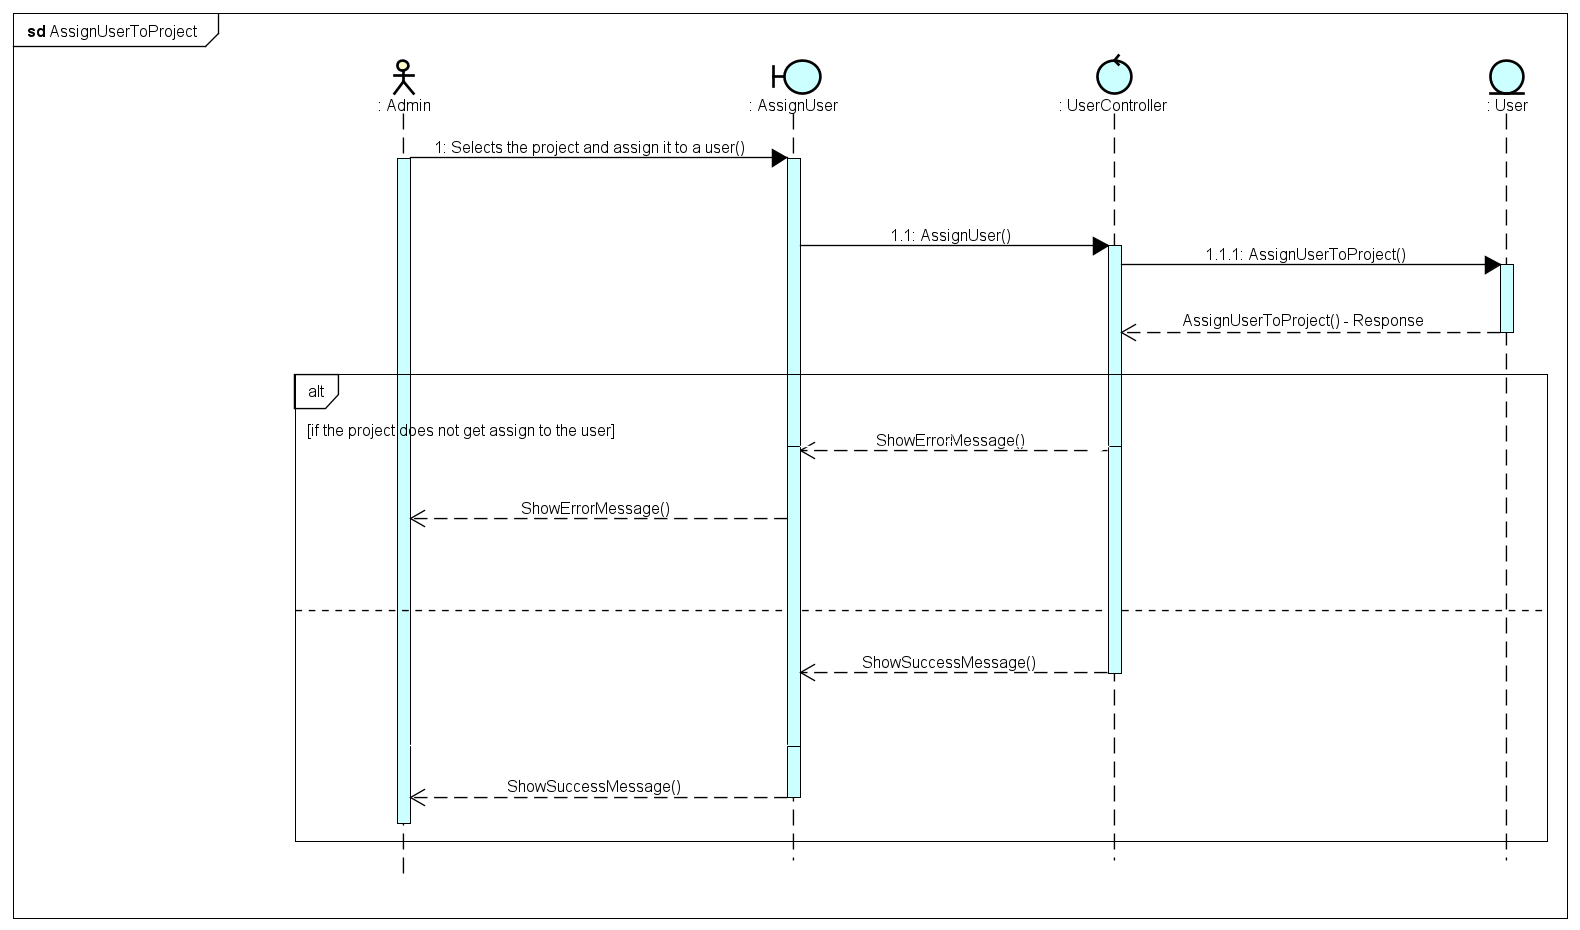 sd AssignUserToProject
: Admin
: AssignUser
: UserController
: User
1: Selects the project and assign it to a user()
1.1: AssignUser()
1.1.1: AssignUserToProject()
AssignUserToProject() - Response
alt
[if the project does not get assign to the user]
ShowErrorMessage()
ShowErrorMessage()
ShowSuccessMessage()
ShowSuccessMessage()